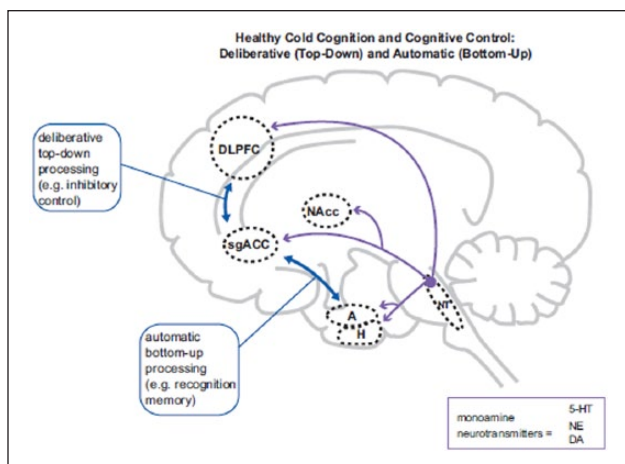 Healthy Cold Cognition and Cognitive Control:
Deliberative (Top-Down) and Automatic (Bottom-Up)
deliberative
top-down
processing
(e.g. inhibitory
control)
DLPFC
NAcc
sgACC
NT
A
H
automatic
bottom-up
processing
(e.g. recognition
memory)
monoamine
neurotransmitters =
5-HT
NE
DA